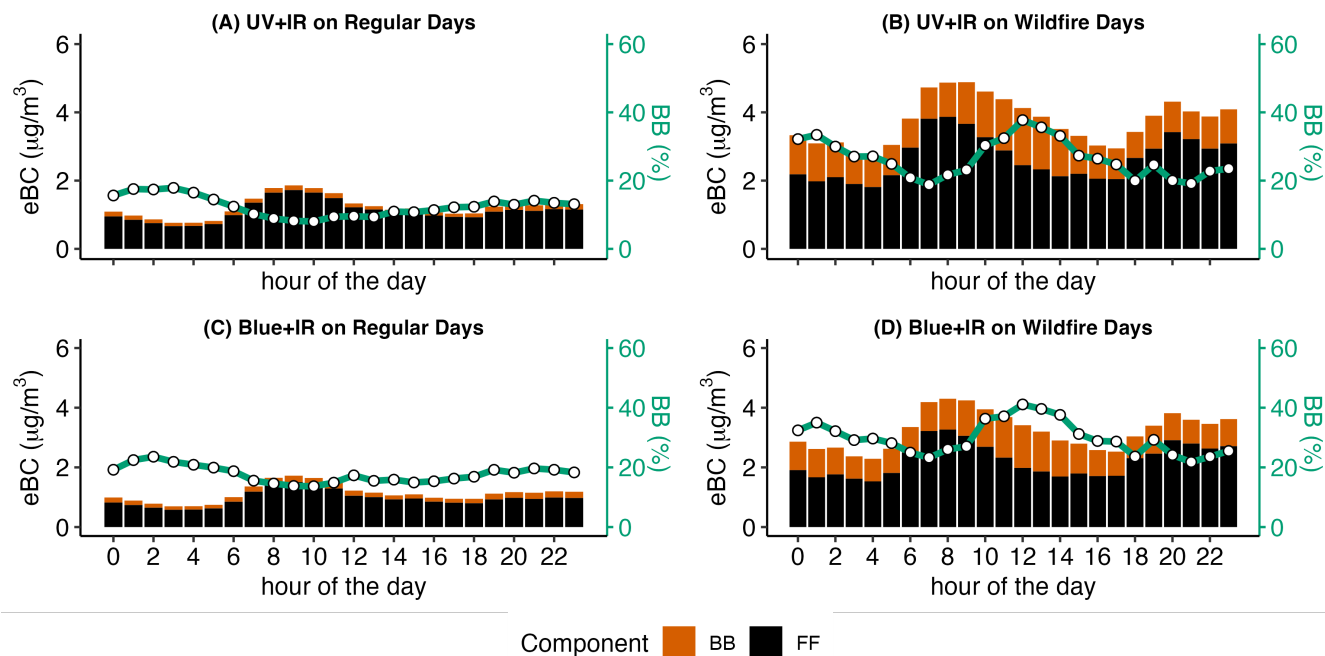 (A) UV+IR on Regular Days
6
4
2
0
eBC (μg/m³)
60
40
20
0
BB (%)
hour of the day
(B) UV+IR on Wildfire Days
6
4
2
0
eBC (μg/m³)
60
40
20
0
BB (%)
hour of the day
(C) Blue+IR on Regular Days
6
4
2
0
eBC (μg/m³)
60
40
20
0
BB (%)
0 2 4 6 8 10 12 14 16 18 20 22
hour of the day
(D) Blue+IR on Wildfire Days
6
4
2
0
eBC (μg/m³)
60
40
20
0
BB (%)
0 2 4 6 8 10 12 14 16 18 20 22
hour of the day
Component BB FF